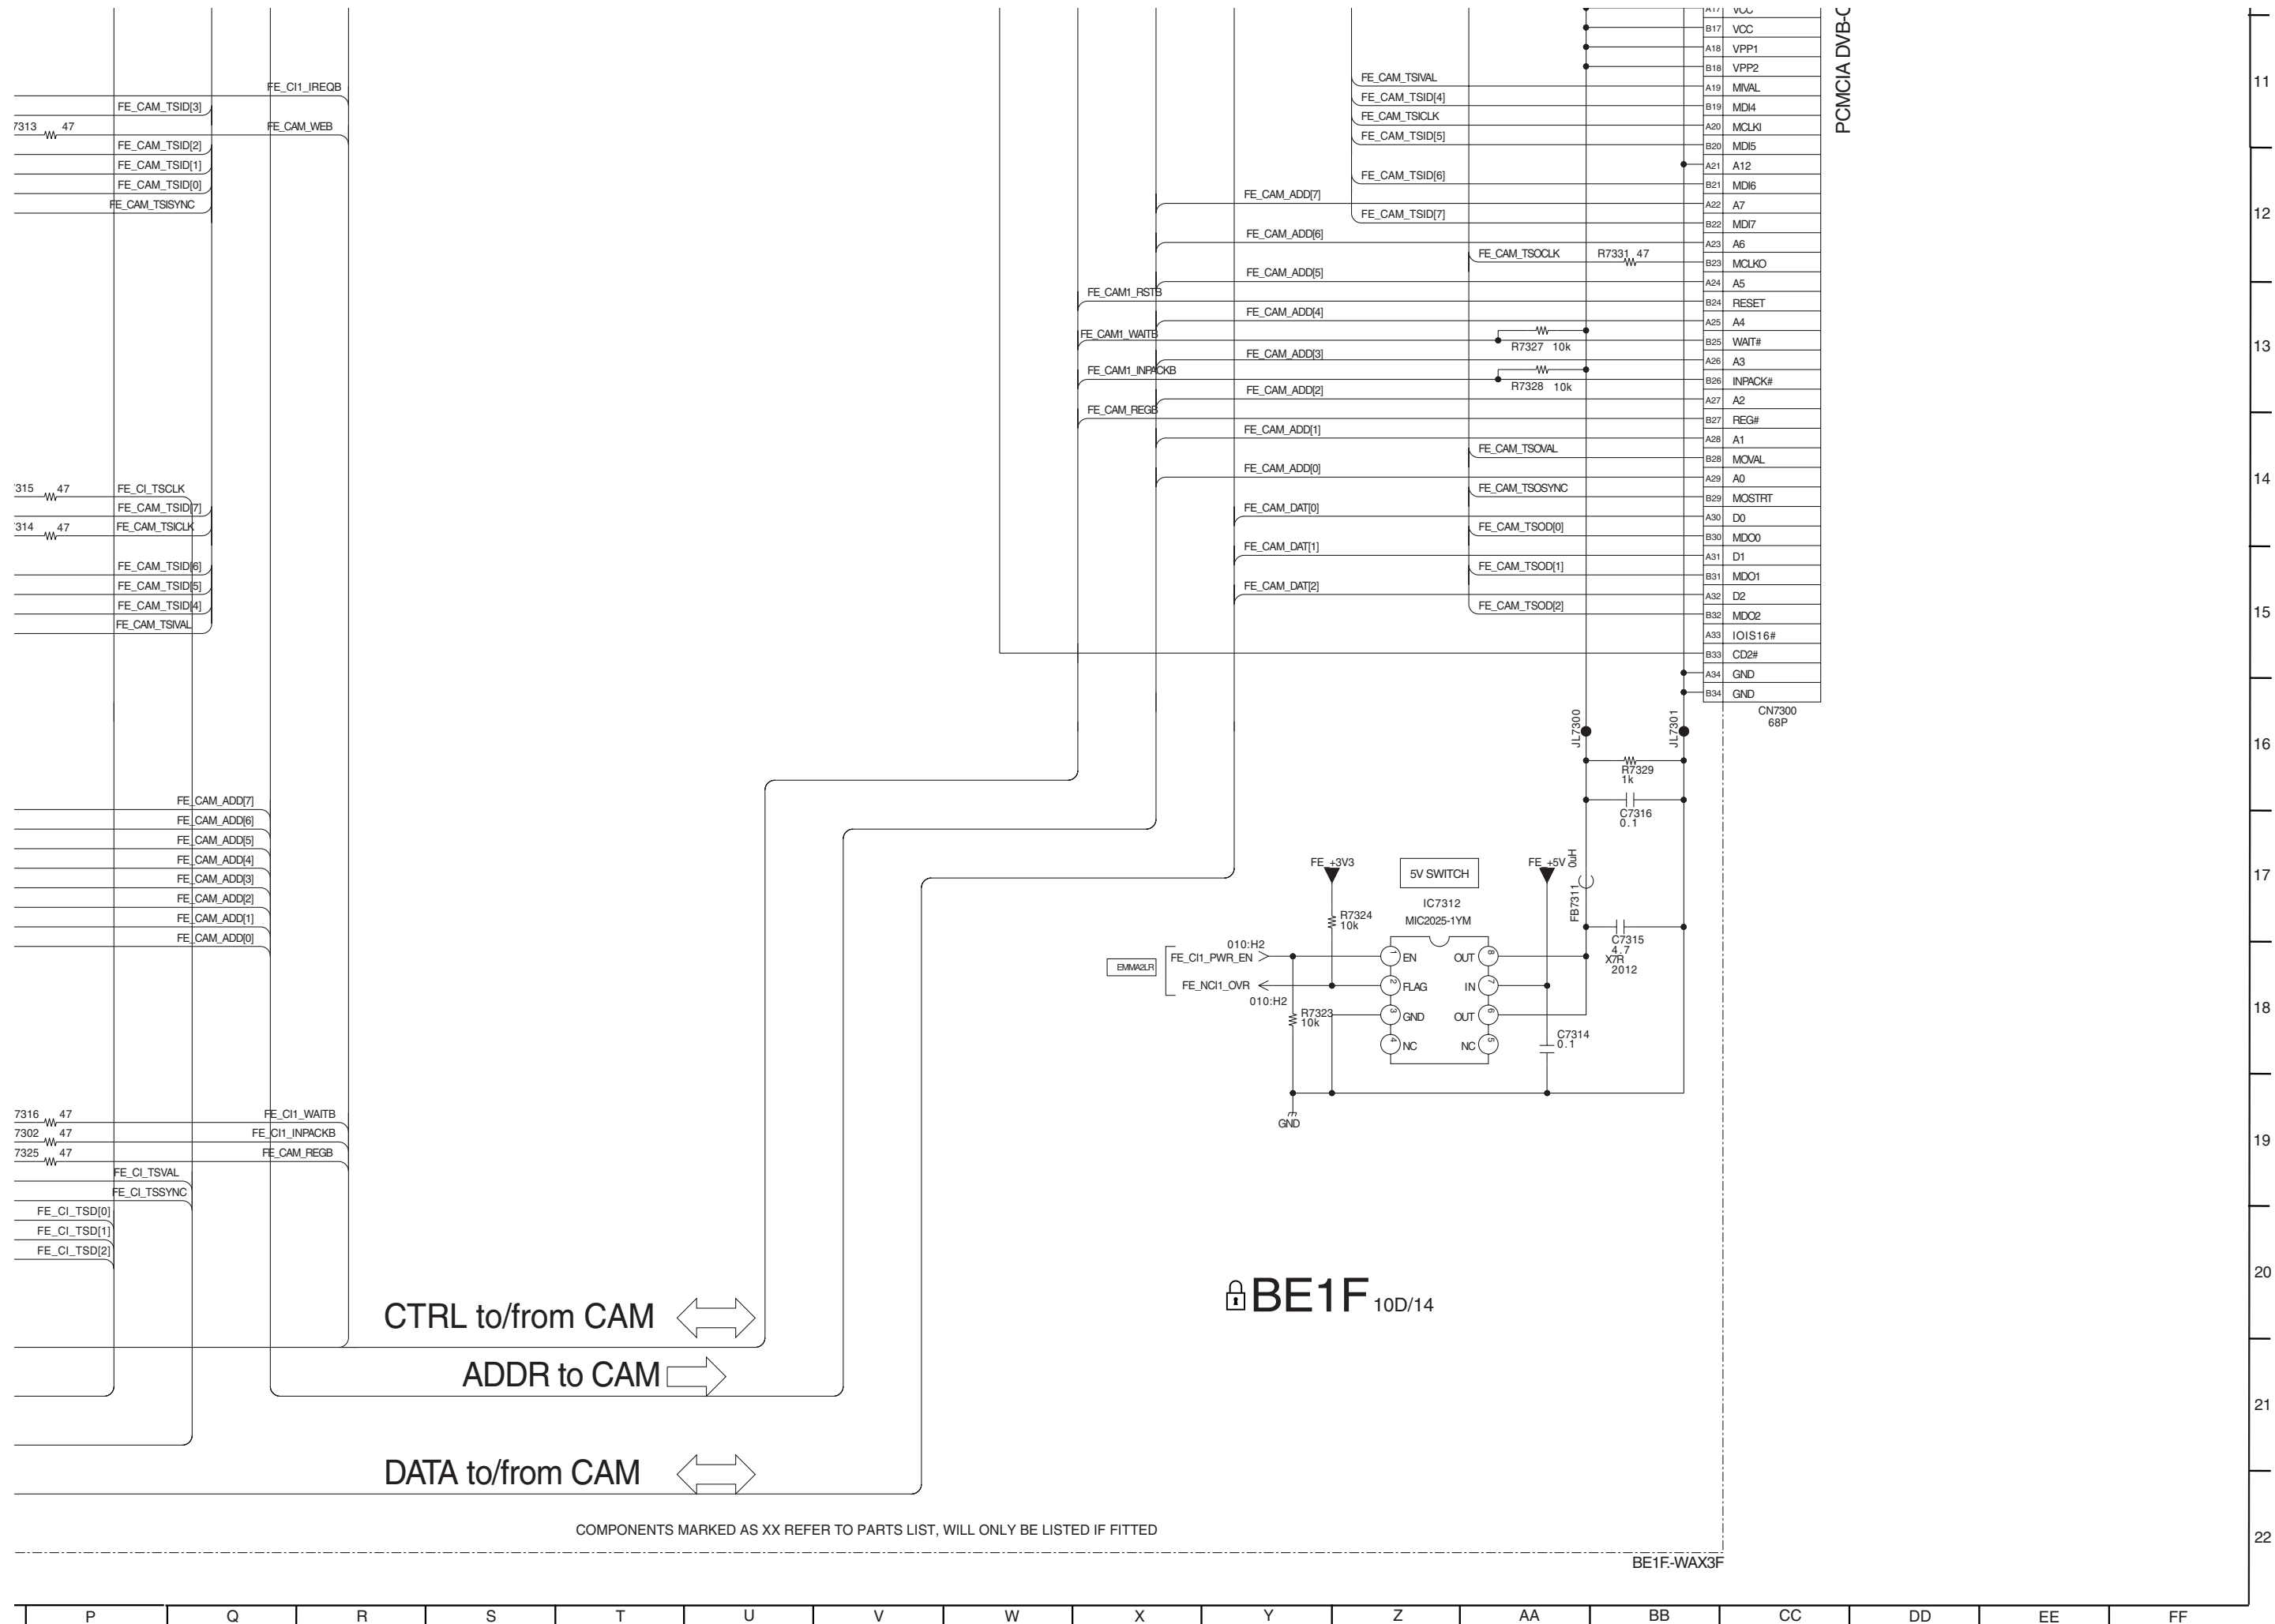 FE_CI1_IREQB
FE_CAM_TSID[3]
7313 47
FE_CAM_WEB
FE_CAM_TSID[2]
FE_CAM_TSID[1]
FE_CAM_TSID[0]
FE_CAM_TSISYNC
47
FE_CI_TSCLK
FE_CAM_TSID[7]
47
FE_CAM_TSICLK
FE_CAM_TSID[6]
FE_CAM_TSID[5]
FE_CAM_TSID[4]
FE_CAM_TSIVAL
FE_CAM_ADD[7]
FE_CAM_ADD[6]
FE_CAM_ADD[5]
FE_CAM_ADD[4]
FE_CAM_ADD[3]
FE_CAM_ADD[2]
FE_CAM_ADD[1]
FE_CAM_ADD[0]
7316 47
FE_CI1_WAITB
7302 47
FE_CI1_INPACKB
7325 47
FE_CAM_REGB
FE_CI_TSVAL
FE_CI_TSSYNC
FE_CI_TSD[0]
FE_CI_TSD[1]
FE_CI_TSD[2]
CTRL to/from CAM
ADDR to CAM
DATA to/from CAM
FE_CAM_TSIVAL
FE_CAM_TSID[4]
FE_CAM_TSICLK
FE_CAM_TSID[5]
FE_CAM_TSID[6]
FE_CAM_ADD[7]
FE_CAM_TSID[7]
FE_CAM_ADD[6]
FE_CAM_TSOCLK
R7331 47
FE_CAM_ADD[5]
FE_CAM1_RSTB
FE_CAM_ADD[4]
FE_CAM1_WAITB
R7327 10k
FE_CAM_ADD[3]
FE_CAM1_INPACKB
R7328 10k
FE_CAM_ADD[2]
FE_CAM_REGB
FE_CAM_ADD[1]
FE_CAM_TSOVAL
FE_CAM_ADD[0]
FE_CAM_TSOSYNC
FE_CAM_DAT[0]
FE_CAM_TSOD[0]
FE_CAM_DAT[1]
FE_CAM_TSOD[1]
FE_CAM_DAT[2]
FE_CAM_TSOD[2]
A17 VCC
B17 VCC
A18 VPP1
B18 VPP2
A19 MIVAL
B19 MDI4
A20 MCLKI
B20 MDI5
A21 A12
B21 MDI6
A22 A7
B22 MDI7
A23 A6
B23 MCLKO
A24 A5
B24 RESET
A25 A4
B25 WAIT#
A26 A3
B26 INPACK#
A27 A2
B27 REG#
A28 A1
B28 MOVAL
A29 A0
B29 MOSTRT
A30 D0
B30 MDO0
A31 D1
B31 MDO1
A32 D2
B32 MDO2
A33 IOIS16#
B33 CD2#
A34 GND
B34 GND
CN7300
68P
JL7300
JL7301
R7329
1k
C7316
0.1
FB7311 0uH
C7315
4.7
X7R
2012
FE_+3V3
5V SWITCH
FE_+5V
IC7312
MIC2025-1YM
R7324
10k
010:H2
EMMA2LR
FE_CI1_PWR_EN
FE_NCI1_OVR
010:H2
R7323
10k
1 EN
2 FLAG
3 GND
4 NC
OUT 8
IN 7
OUT 6
NC 5
C7314
0.1
GND
BE1F 10D/14
COMPONENTS MARKED AS XX REFER TO PARTS LIST, WILL ONLY BE LISTED IF FITTED
BE1F.-WAX3F
11
12
13
14
15
16
17
18
19
20
21
22
P Q R S T U V W X Y Z AA BB CC DD EE FF